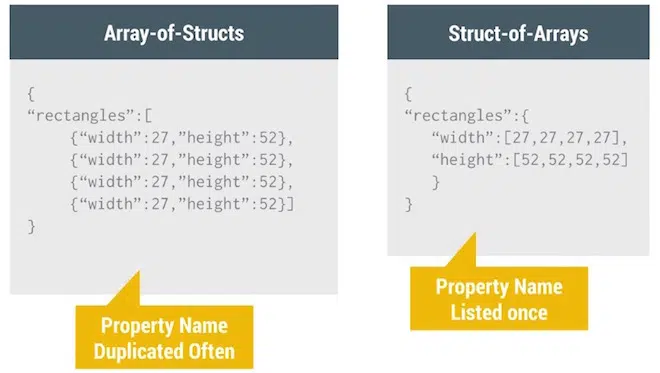 Array-of-Structs
{
“rectangles”:[
{“width”:27,”height”:52},
{“width”:27,”height”:52},
{“width”:27,”height”:52},
{“width”:27,”height”:52}]
}
Property Name
Duplicated Often
Struct-of-Arrays
{
“rectangles”:{
“width”:[27,27,27,27],
“height”:[52,52,52,52]
}
}
Property Name
Listed once